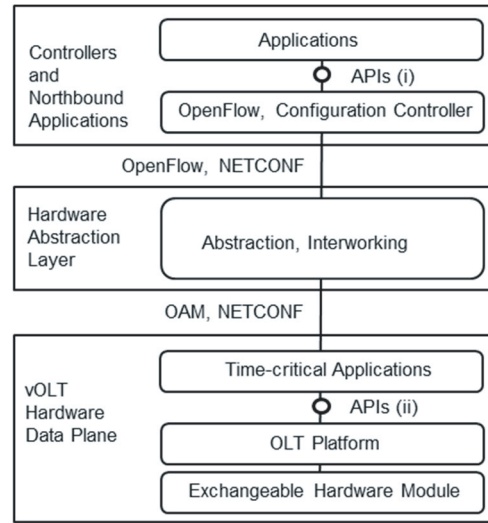 Controllers
and
Northbound
Applications
Applications
APIs (i)
OpenFlow, Configuration Controller
OpenFlow, NETCONF
Hardware
Abstraction
Layer
Abstraction, Interworking
OAM, NETCONF
vOLT
Hardware
Data Plane
Time-critical Applications
APIs (ii)
OLT Platform
Exchangeable Hardware Module